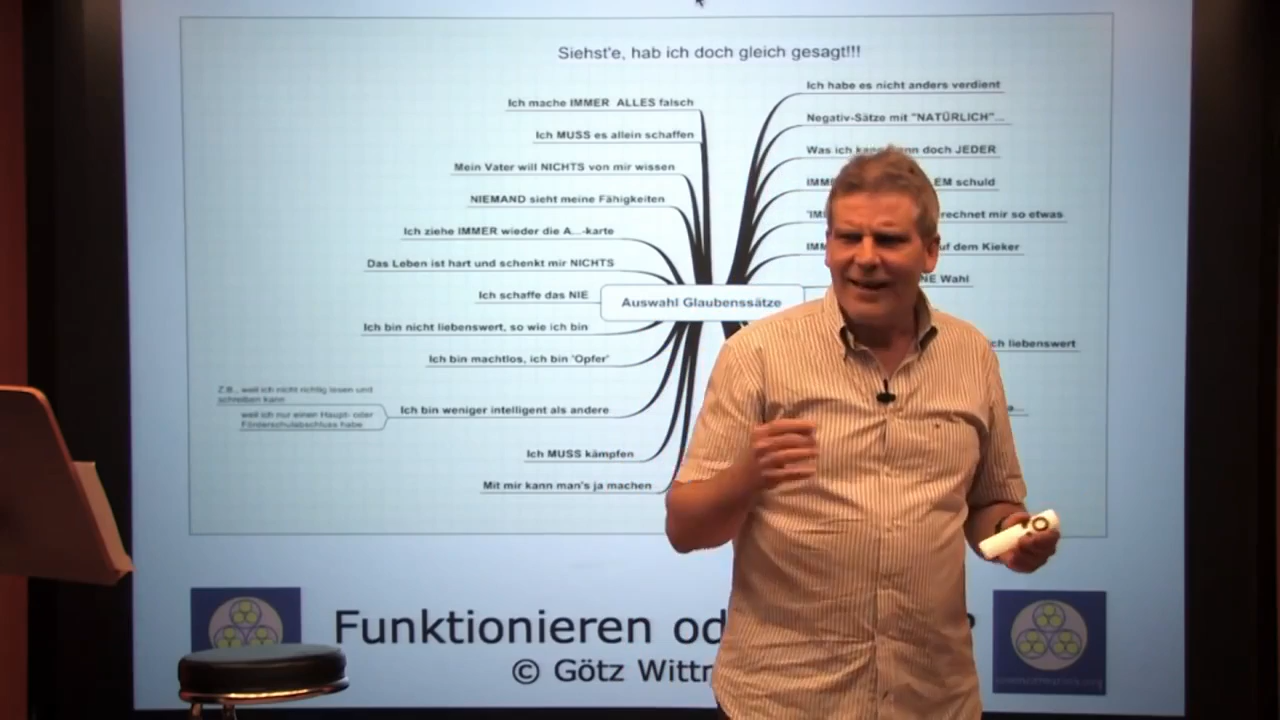 Siehst'e, hab ich doch gleich gesagt!!!
Ich mache IMMER ALLES falsch
Ich MUSS es allein schaffen
Mein Vater will NICHTS von mir wissen
NIEMAND sieht meine Fähigkeiten
Ich ziehe IMMER wieder die A...-karte
Das Leben ist hart und schenkt mir NICHTS
Ich schaffe das NIE
Ich bin nicht liebenswert, so wie ich bin
Ich bin machtlos, ich bin 'Opfer'
Z.B., weil ich nicht richtig lesen und
schreiben kann
weil ich nur einen Haupt- oder
Förderschulabschluss habe
Ich bin weniger intelligent als andere
Ich MUSS kämpfen
Mit mir kann man's ja machen
Auswahl Glaubenssätze
Ich habe es nicht anders verdient
Negativ-Sätze mit "NATÜRLICH"...
Was ich doch JEDER
schuld
rechnet mir so etwas
auf dem Kieker
Wahl
liebenswert
Funktionieren
© Götz